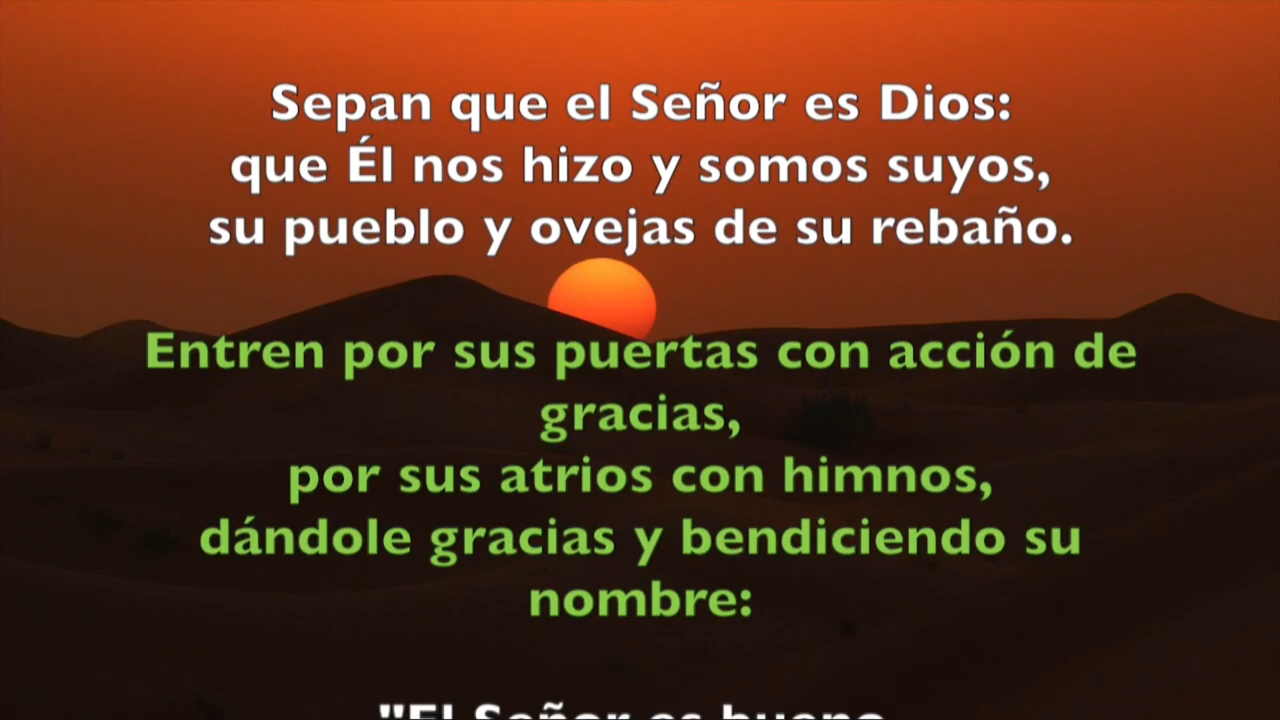 Sepan que el Señor es Dios:
que Él nos hizo y somos suyos,
su pueblo y ovejas de su rebaño.
Entren por sus puertas con acción de
gracias,
por sus atrios con himnos,
dándole gracias y bendiciendo su
nombre:
"El Señor es bueno